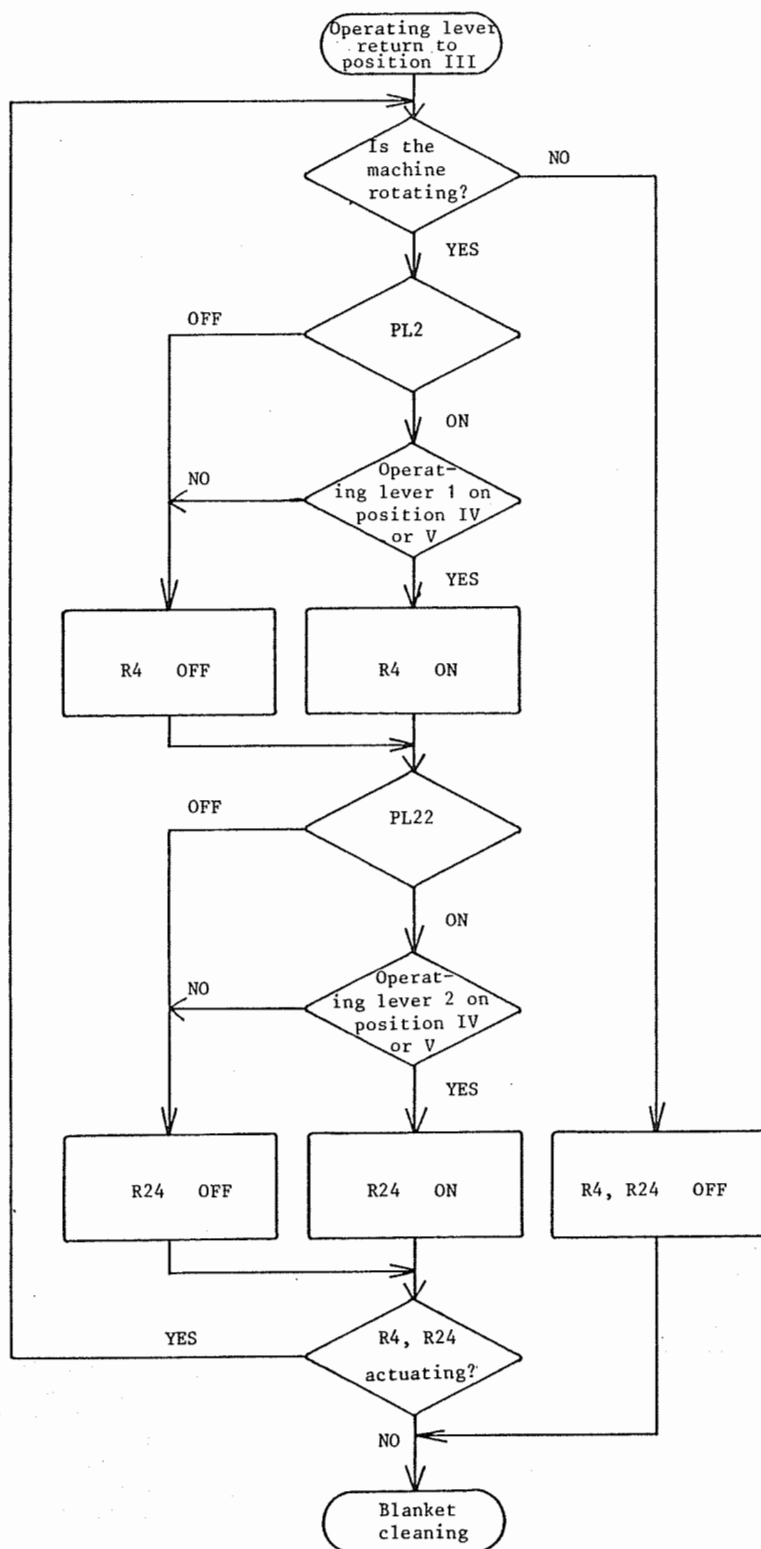 Operating lever
return to
position III
Is the
machine
rotating?
NO
YES
PL2
OFF
ON
Operat-
ing lever 1 on
position IV
or V
NO
YES
R4 OFF
R4 ON
PL22
OFF
ON
Operat-
ing lever 2 on
position IV
or V
NO
YES
R24 OFF
R24 ON
R4, R24 OFF
R4, R24
actuating?
YES
NO
Blanket
cleaning